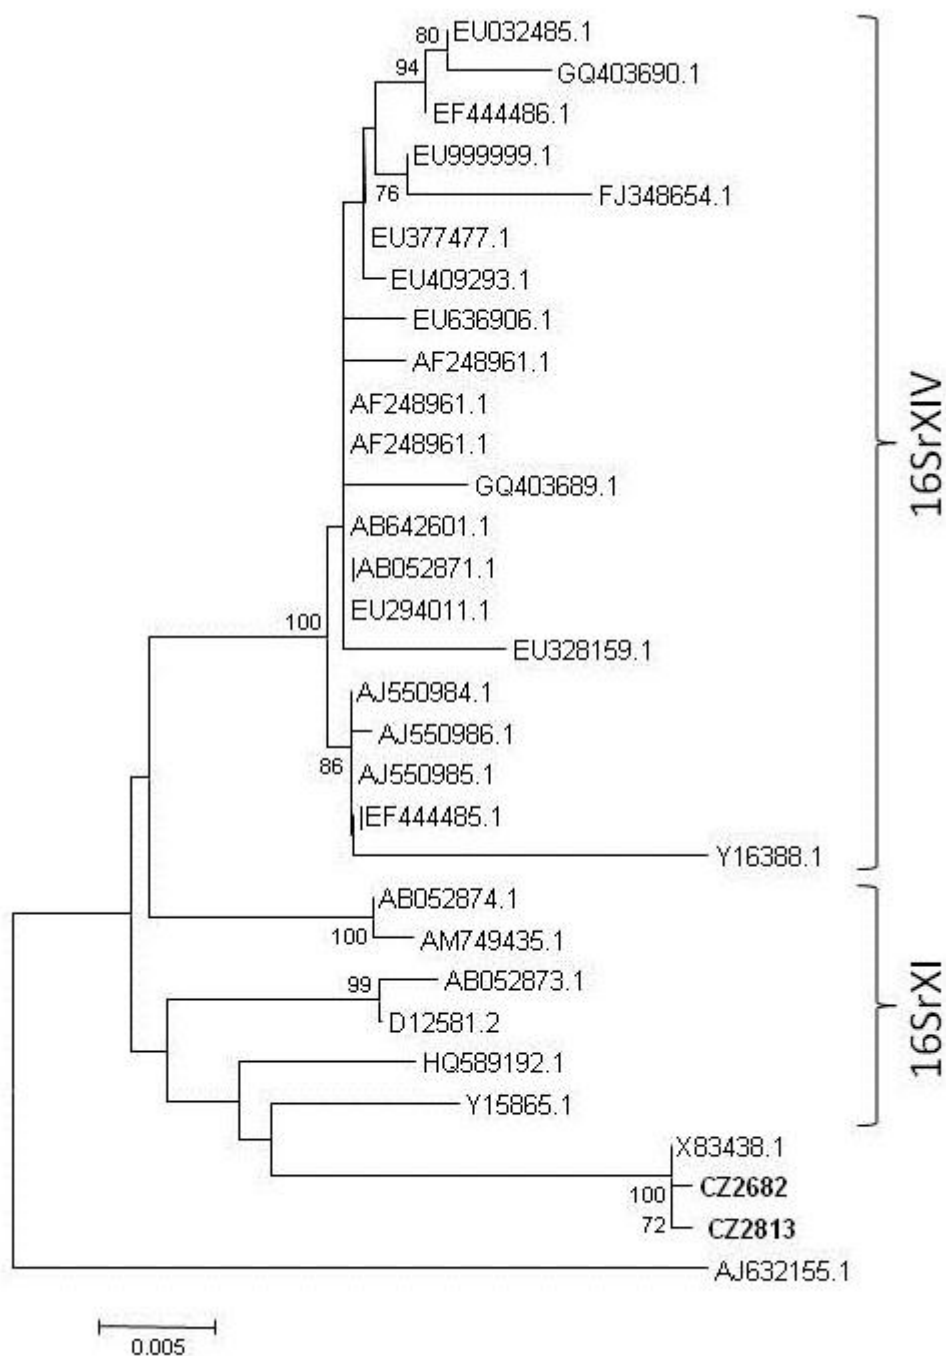 80
EU032485.1
GQ403690.1
94
EF444486.1
EU999999.1
76
FJ348654.1
EU377477.1
EU409293.1
EU636906.1
AF248961.1
AF248961.1
AF248961.1
GQ403689.1
AB642601.1
AB052871.1
EU294011.1
100
EU328159.1
AJ550984.1
AJ550986.1
86
AJ550985.1
EF444485.1
Y16388.1
16SrXIV
AB052874.1
100
AM749435.1
99
AB052873.1
D12581.2
HQ589192.1
Y15865.1
16SrXI
X83438.1
100
CZ2682
72
CZ2813
AJ632155.1
0.005